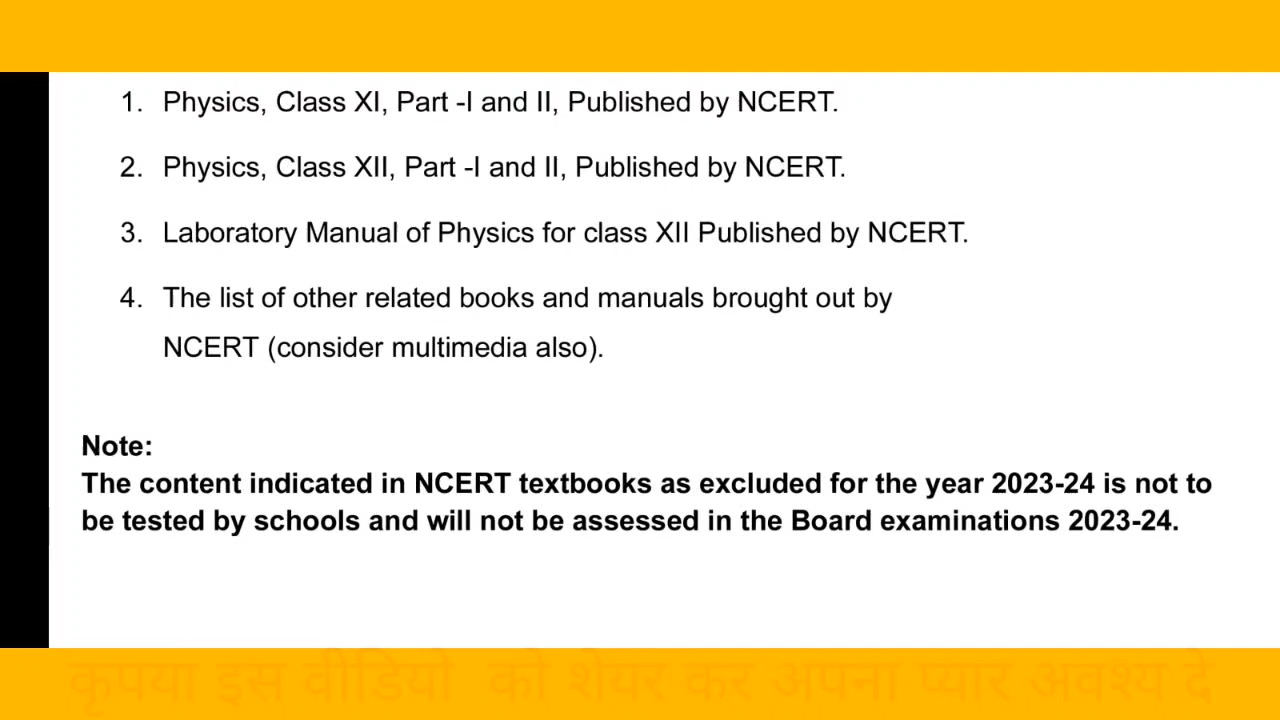 1. Physics, Class XI, Part -I and II, Published by NCERT.
2. Physics, Class XII, Part -I and II, Published by NCERT.
3. Laboratory Manual of Physics for class XII Published by NCERT.
4. The list of other related books and manuals brought out by
NCERT (consider multimedia also).
Note:
The content indicated in NCERT textbooks as excluded for the year 2023-24 is not to
be tested by schools and will not be assessed in the Board examinations 2023-24.
कृपया इस वीडियो को शेयर कर अपना प्यार अवश्य दे